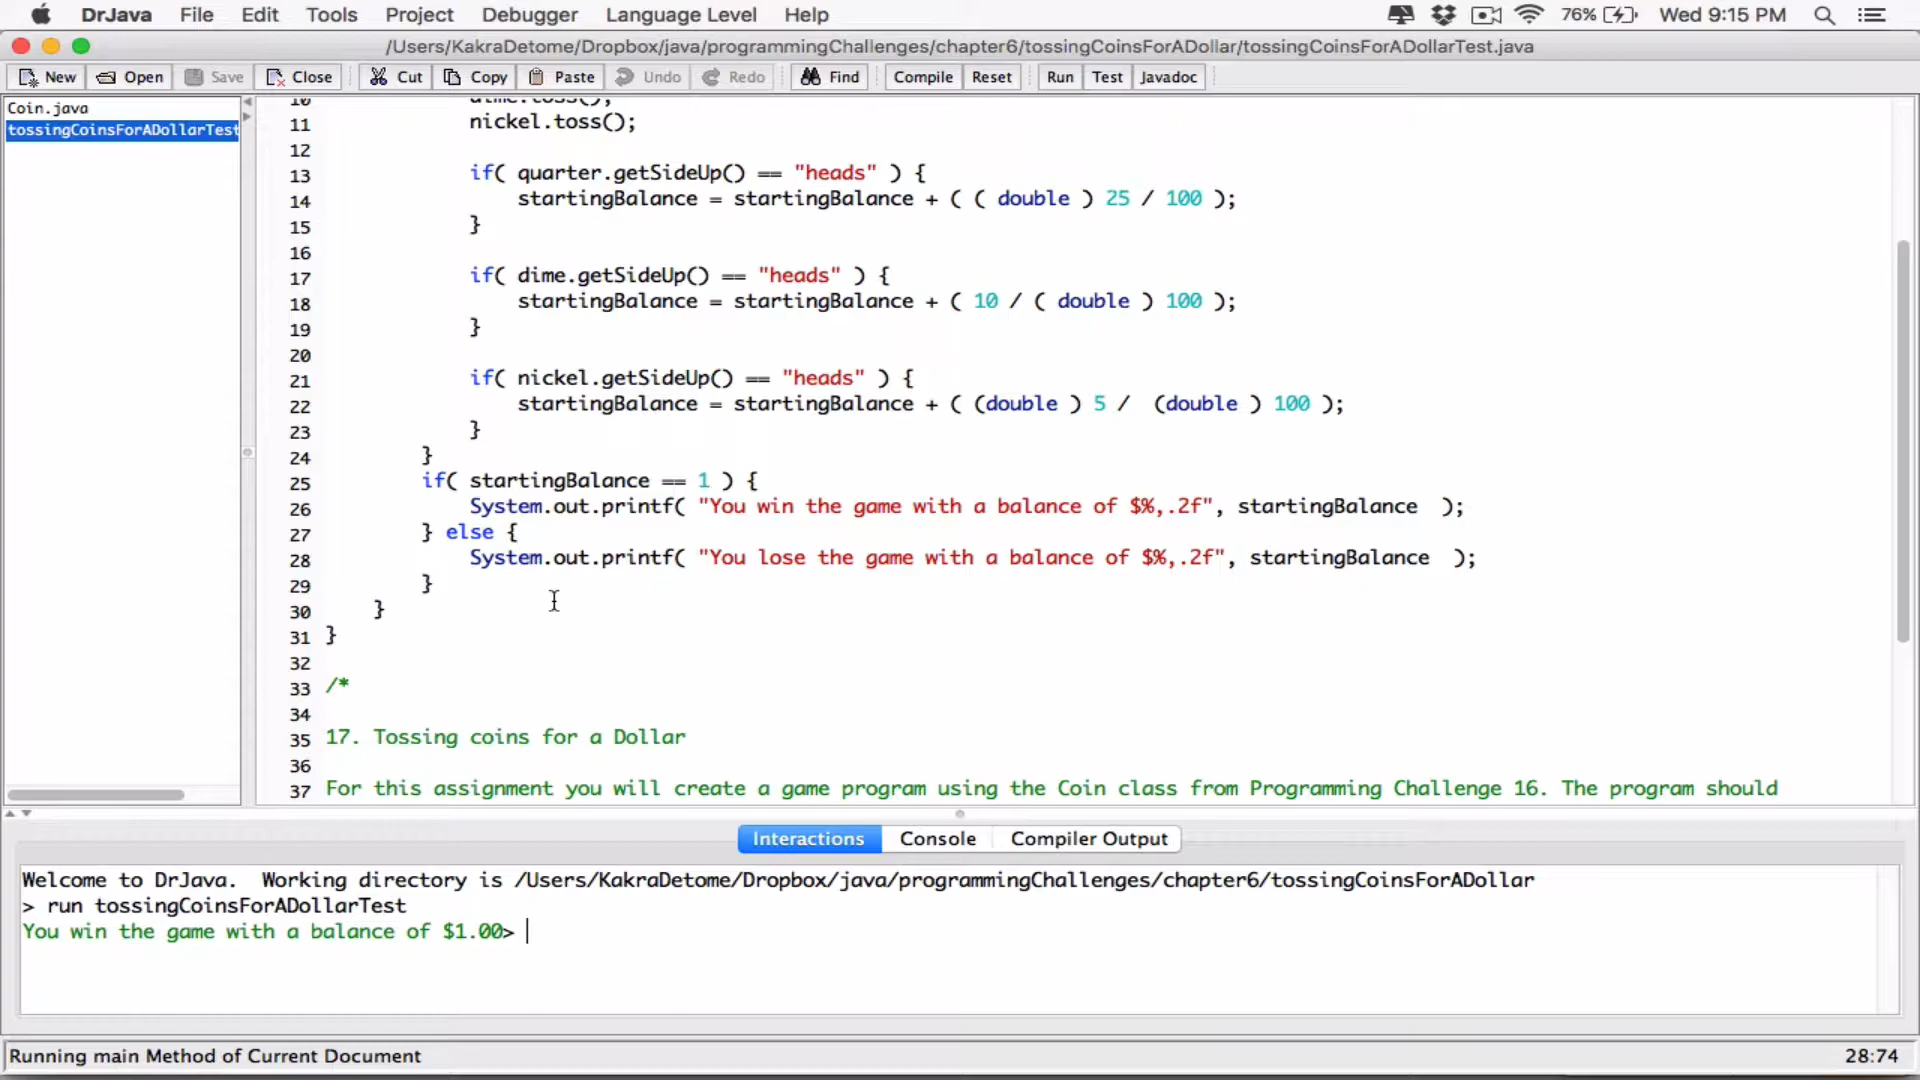 DrJava File Edit Tools Project Debugger Language Level Help 76% Wed 9:15 PM
/Users/KakraDetome/Dropbox/java/programmingChallenges/chapter6/tossingCoinsForADollar/tossingCoinsForADollarTest.java
New Open Save Close Cut Copy Paste Undo Redo Find Compile Reset Run Test Javadoc
Coin.java
tossingCoinsForADollarTest
10 dime.toss();
11 nickel.toss();
12
13 if( quarter.getSideUp() == "heads" ) {
14 startingBalance = startingBalance + ( ( double ) 25 / 100 );
15 }
16
17 if( dime.getSideUp() == "heads" ) {
18 startingBalance = startingBalance + ( 10 / ( double ) 100 );
19 }
20
21 if( nickel.getSideUp() == "heads" ) {
22 startingBalance = startingBalance + ( (double ) 5 /  (double ) 100 );
23 }
24 }
25 if( startingBalance == 1 ) {
26 System.out.printf( "You win the game with a balance of $%,.2f", startingBalance  );
27 } else {
28 System.out.printf( "You lose the game with a balance of $%,.2f", startingBalance  );
29 }
30 }
31 }
32
33 /*
34
35 17. Tossing coins for a Dollar
36
37 For this assignment you will create a game program using the Coin class from Programming Challenge 16. The program should
Interactions Console Compiler Output
Welcome to DrJava.  Working directory is /Users/KakraDetome/Dropbox/java/programmingChallenges/chapter6/tossingCoinsForADollar
> run tossingCoinsForADollarTest
You win the game with a balance of $1.00>
Running main Method of Current Document 28:74